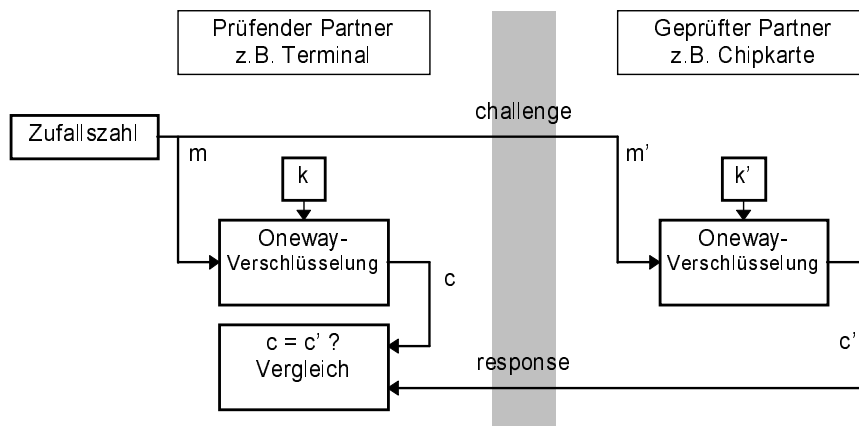 Prüfender Partner
z.B. Terminal
Geprüfter Partner
z.B. Chipkarte
Zufallszahl
challenge
m
m'
k
k'
Oneway-
Verschlüsselung
Oneway-
Verschlüsselung
c
c'
c = c' ?
Vergleich
response